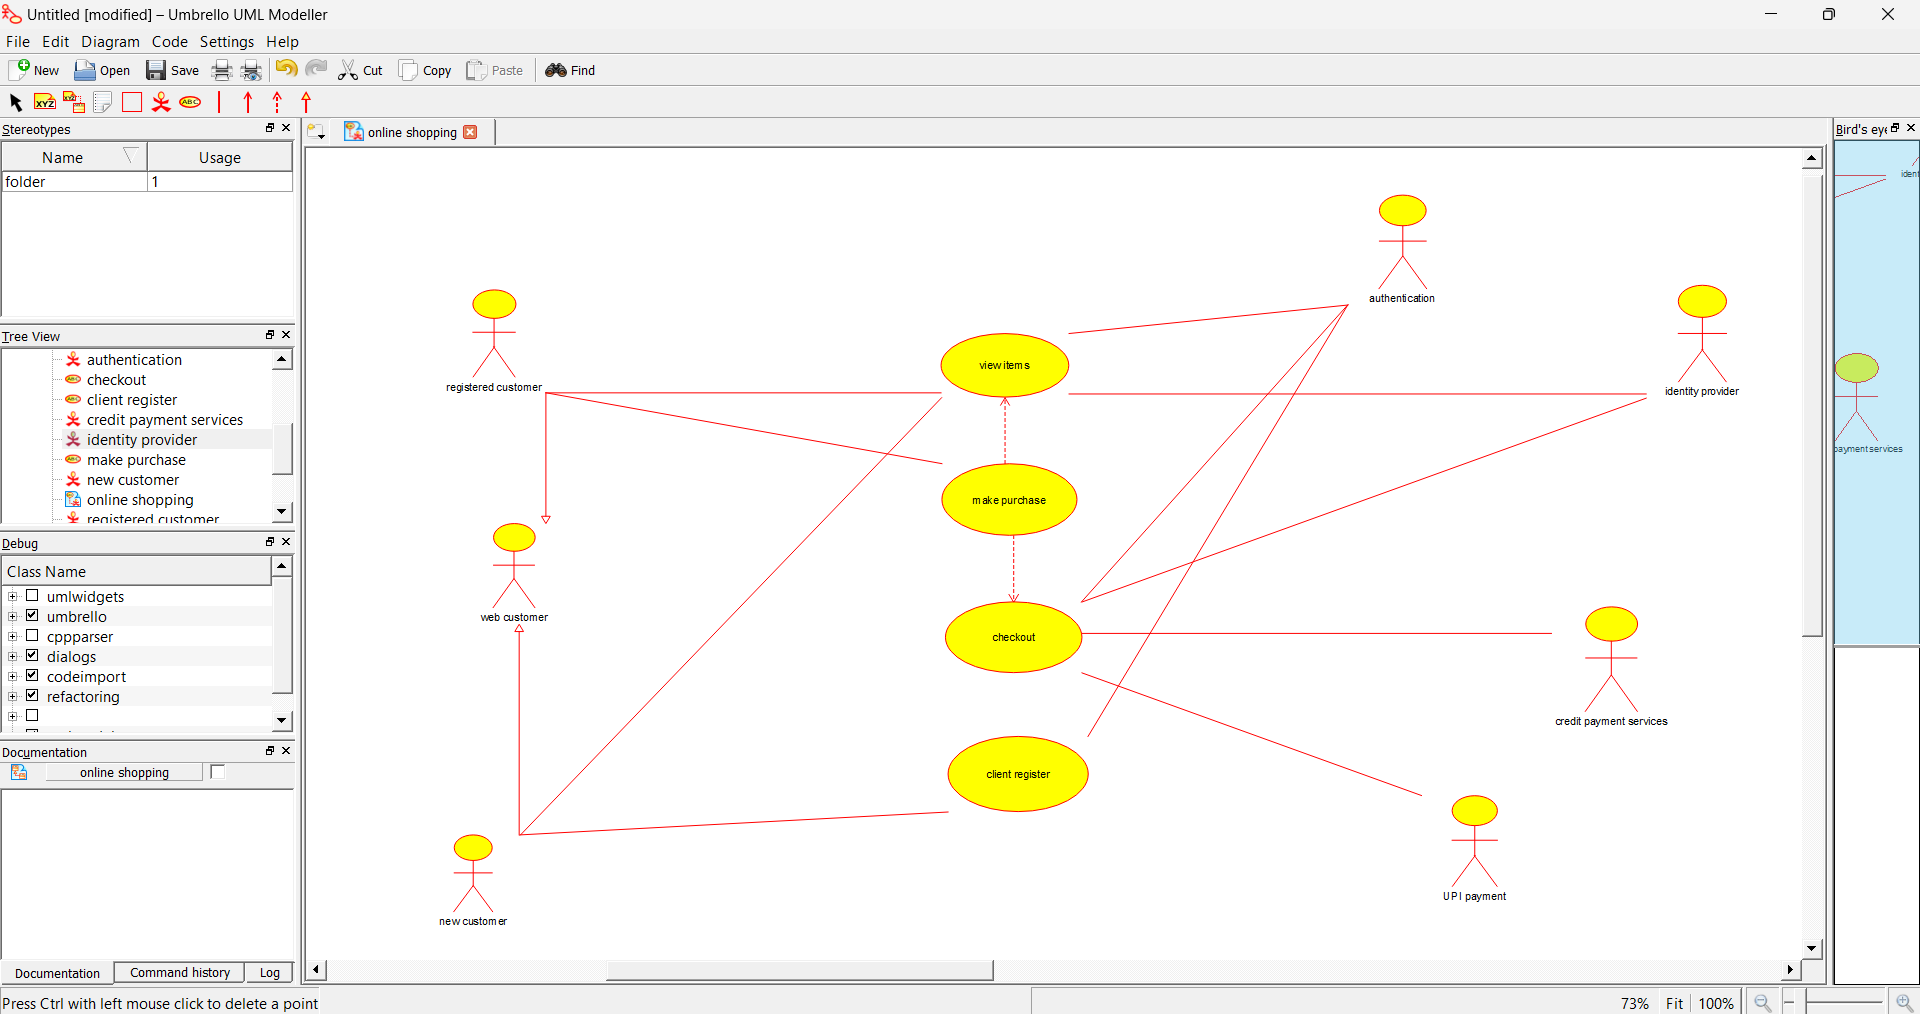 Untitled [modified] – Umbrello UML Modeller
File Edit Diagram Code Settings Help
New Open Save Cut Copy Paste Find
XYZ XYZ ABC
Stereotypes
Name Usage
folder 1
Tree View
authentication
checkout
client register
credit payment services
identity provider
make purchase
new customer
online shopping
registered customer
Debug
Class Name
umlwidgets
umbrello
cppparser
dialogs
codeimport
refactoring
Documentation
online shopping
Documentation Command history Log
online shopping
authentication
registered customer
view items
identity provider
make purchase
web customer
checkout
credit payment services
client register
UPI payment
new customer
Bird's eye
ident
payment services
Press Ctrl with left mouse click to delete a point
73% Fit 100%